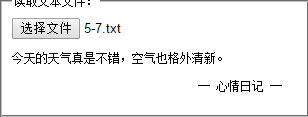 读取文本文件：
选择文件 5-7.txt
今天的天气真是不错，空气也格外清新。
— 心情日记 —